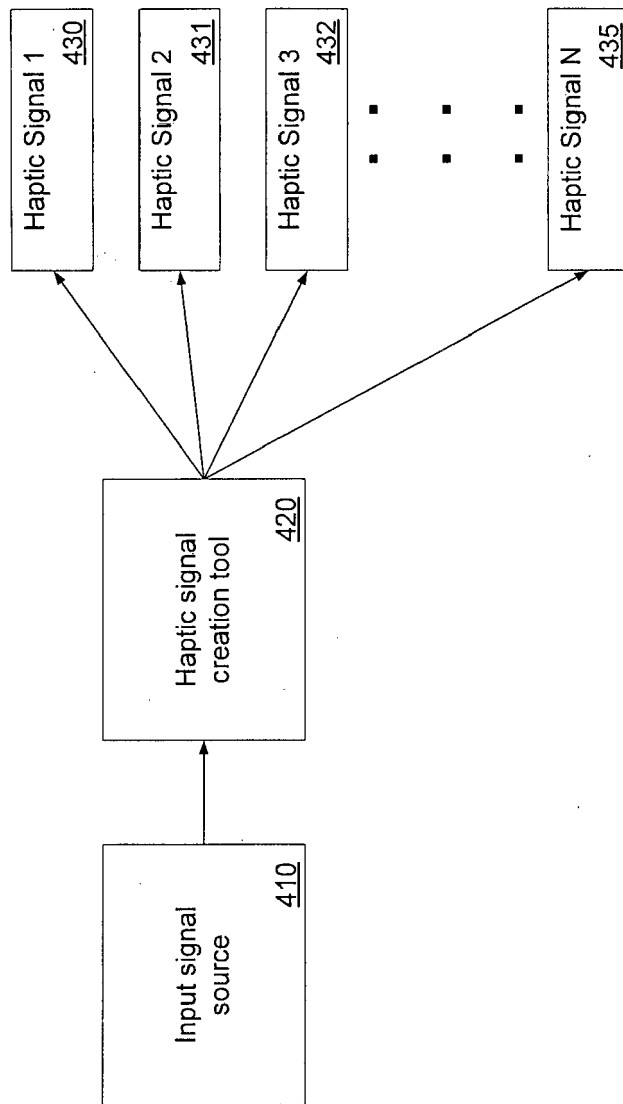 Input signal
source
410
Haptic signal
creation tool
420
Haptic Signal 1
430
Haptic Signal 2
431
Haptic Signal 3
432
Haptic Signal N
435